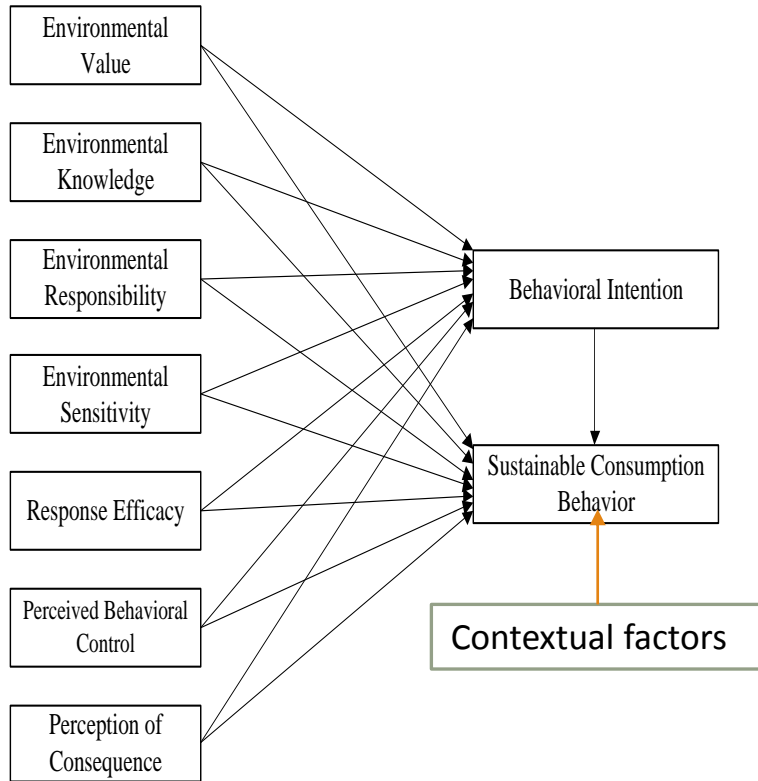 Environmental
Value
Environmental
Knowledge
Environmental
Responsibility
Environmental
Sensitivity
Response Efficacy
Perceived Behavioral
Control
Perception of
Consequence
Behavioral Intention
Sustainable Consumption
Behavior
Contextual factors